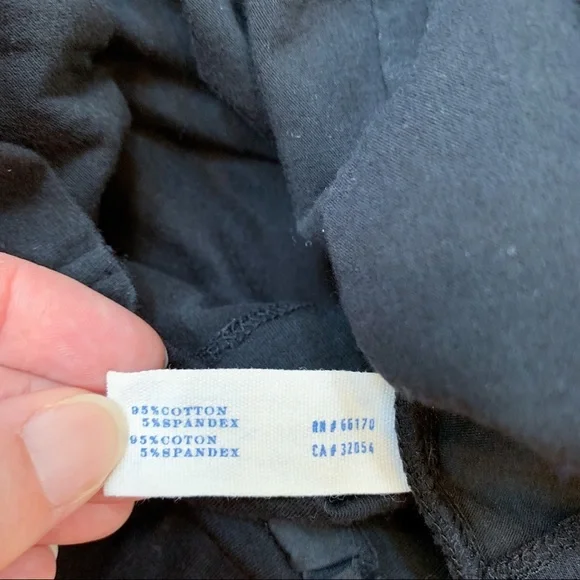 95%COTTON
5%SPANDEX
95%COTON
5%SPANDEX
RN # 66170
CA # 32054